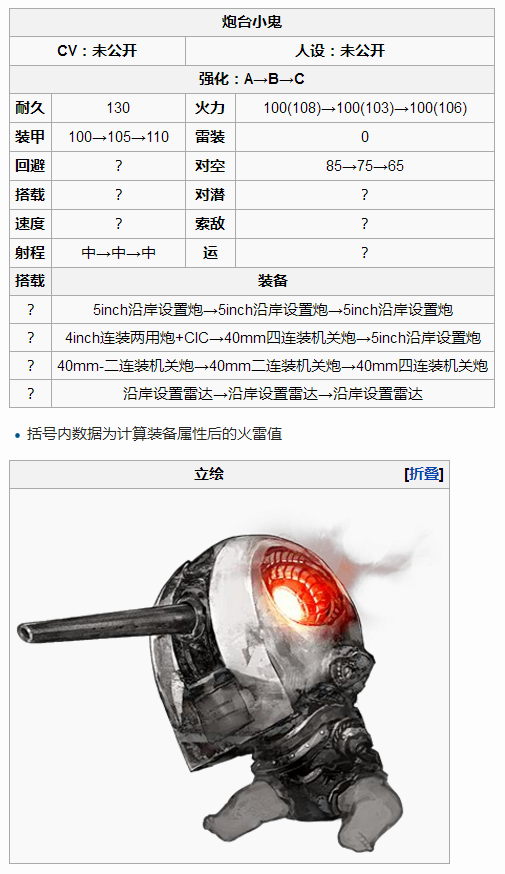 炮台小鬼
CV：未公开 人设：未公开
强化：A→B→C
耐久 130 火力 100(108)→100(103)→100(106)
装甲 100→105→110 雷装 0
回避 ? 对空 85→75→65
搭载 ? 对潜 ?
速度 ? 索敌 ?
射程 中→中→中 运 ?
搭载 装备
? 5inch沿岸设置炮→5inch沿岸设置炮→5inch沿岸设置炮
? 4inch连装两用炮+CIC→40mm四连装机关炮→5inch沿岸设置炮
? 40mm-二连装机关炮→40mm二连装机关炮→40mm四连装机关炮
? 沿岸设置雷达→沿岸设置雷达→沿岸设置雷达
• 括号内数据为计算装备属性后的火雷值
立绘 [折叠]